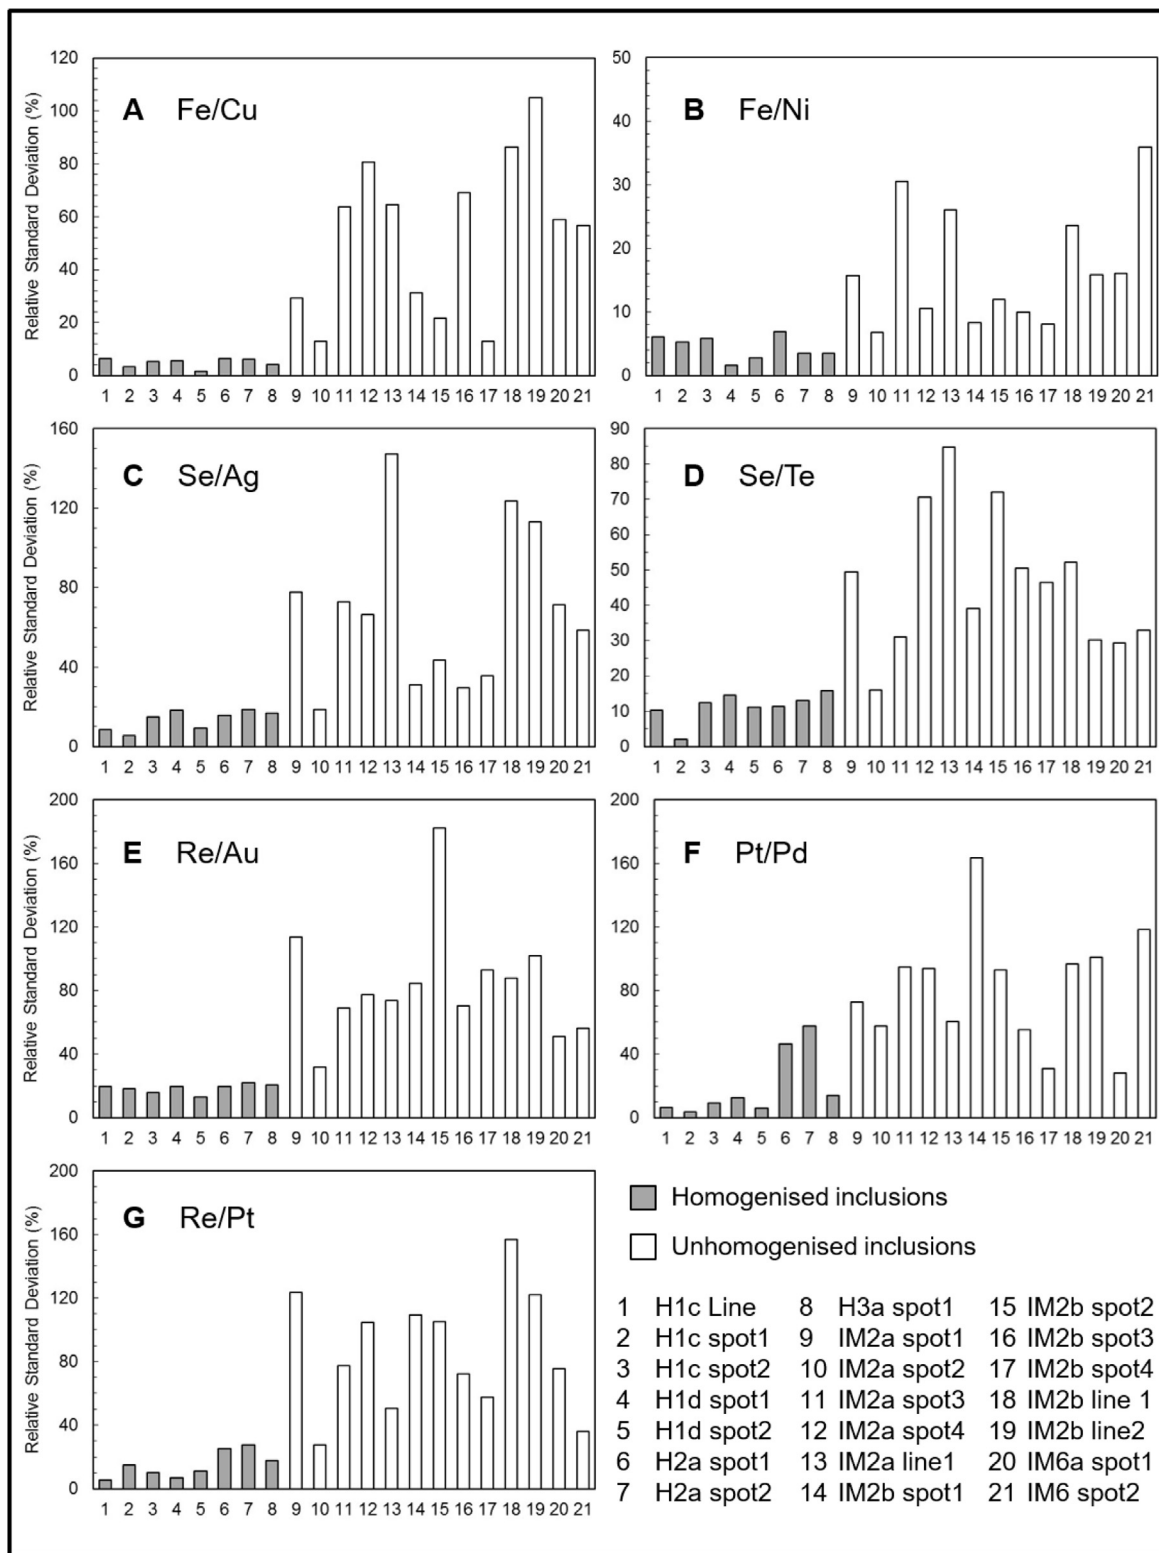 A Fe/Cu
Relative Standard Deviation (%)
120
100
80
60
40
20
0
1 2 3 4 5 6 7 8 9 10 11 12 13 14 15 16 17 18 19 20 21
B Fe/Ni
50
40
30
20
10
0
1 2 3 4 5 6 7 8 9 10 11 12 13 14 15 16 17 18 19 20 21
C Se/Ag
Relative Standard Deviation (%)
160
120
80
40
0
1 2 3 4 5 6 7 8 9 10 11 12 13 14 15 16 17 18 19 20 21
D Se/Te
90
80
70
60
50
40
30
20
10
0
1 2 3 4 5 6 7 8 9 10 11 12 13 14 15 16 17 18 19 20 21
E Re/Au
Relative Standard Deviation (%)
200
160
120
80
40
0
1 2 3 4 5 6 7 8 9 10 11 12 13 14 15 16 17 18 19 20 21
F Pt/Pd
200
160
120
80
40
0
1 2 3 4 5 6 7 8 9 10 11 12 13 14 15 16 17 18 19 20 21
G Re/Pt
Relative Standard Deviation (%)
200
160
120
80
40
0
1 2 3 4 5 6 7 8 9 10 11 12 13 14 15 16 17 18 19 20 21
Homogenised inclusions
Unhomogenised inclusions
1 H1c Line
2 H1c spot1
3 H1c spot2
4 H1d spot1
5 H1d spot2
6 H2a spot1
7 H2a spot2
8 H3a spot1
9 IM2a spot1
10 IM2a spot2
11 IM2a spot3
12 IM2a spot4
13 IM2a line1
14 IM2b spot1
15 IM2b spot2
16 IM2b spot3
17 IM2b spot4
18 IM2b line 1
19 IM2b line2
20 IM6a spot1
21 IM6 spot2